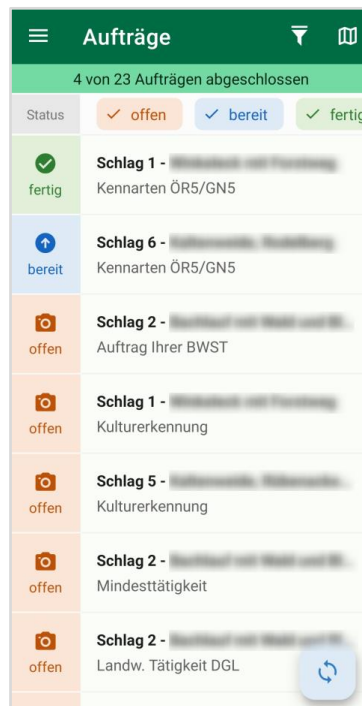 Aufträge
4 von 23 Aufträgen abgeschlossen
Status
offen
bereit
fertig
Schlag 1 -
fertig
Kennarten ÖR5/GN5
Schlag 6 -
bereit
Kennarten ÖR5/GN5
Schlag 2 -
offen
Auftrag Ihrer BWST
Schlag 1 -
offen
Kulturerkennung
Schlag 5 -
offen
Kulturerkennung
Schlag 2 -
offen
Mindesttätigkeit
Schlag 2 -
offen
Landw. Tätigkeit DGL